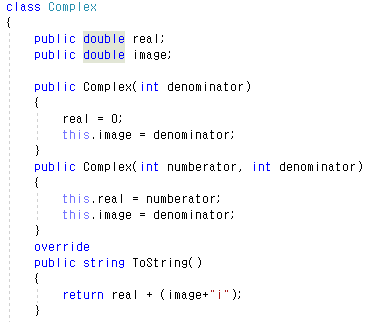 class Complex
{
public double real;
public double image;
public Complex(int denominator)
{
real = 0;
this.image = denominator;
}
public Complex(int numberator, int denominator)
{
this.real = numberator;
this.image = denominator;
}
override
public string ToString()
{
return real + (image+"i");
}